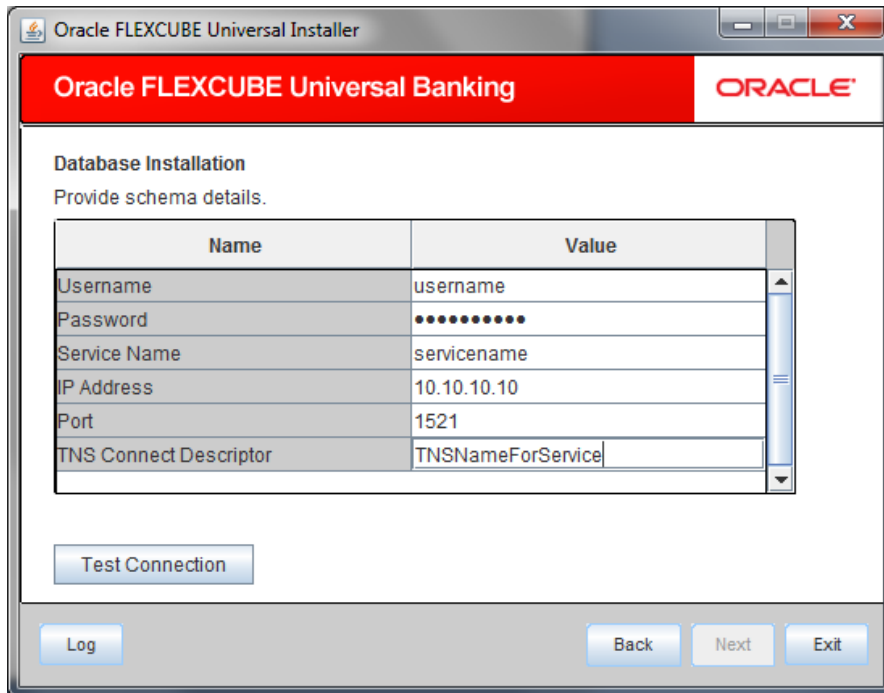 Oracle FLEXCUBE Universal Installer
Oracle FLEXCUBE Universal Banking
ORACLE
Database Installation
Provide schema details.
Name Value
Username username
Password ••••••••••
Service Name servicename
IP Address 10.10.10.10
Port 1521
TNS Connect Descriptor TNSNameForService
Test Connection
Log Back Next Exit